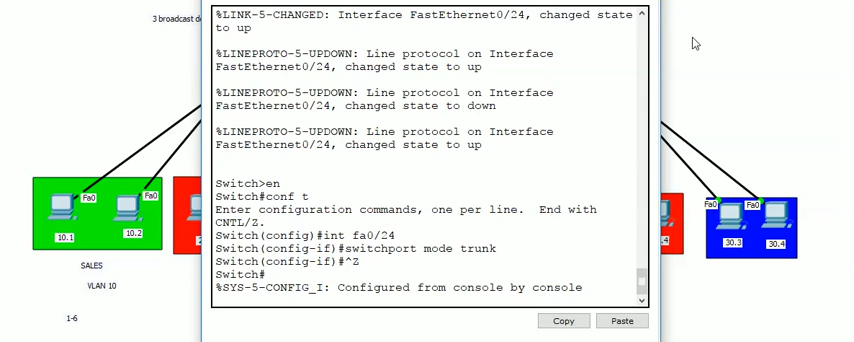 3 broadcast d
%LINK-5-CHANGED: Interface FastEthernet0/24, changed state
to up
%LINEPROTO-5-UPDOWN: Line protocol on Interface
FastEthernet0/24, changed state to up
%LINEPROTO-5-UPDOWN: Line protocol on Interface
FastEthernet0/24, changed state to down
%LINEPROTO-5-UPDOWN: Line protocol on Interface
FastEthernet0/24, changed state to up
Switch>en
Switch#conf t
Enter configuration commands, one per line.  End with
CNTL/Z.
Switch(config)#int fa0/24
Switch(config-if)#switchport mode trunk
Switch(config-if)#^Z
Switch#
%SYS-5-CONFIG_I: Configured from console by console
Copy
Paste
Fa0
Fa0
10.1
10.2
SALES
VLAN 10
1-6
2
.4
Fa0
Fa0
30.3
30.4